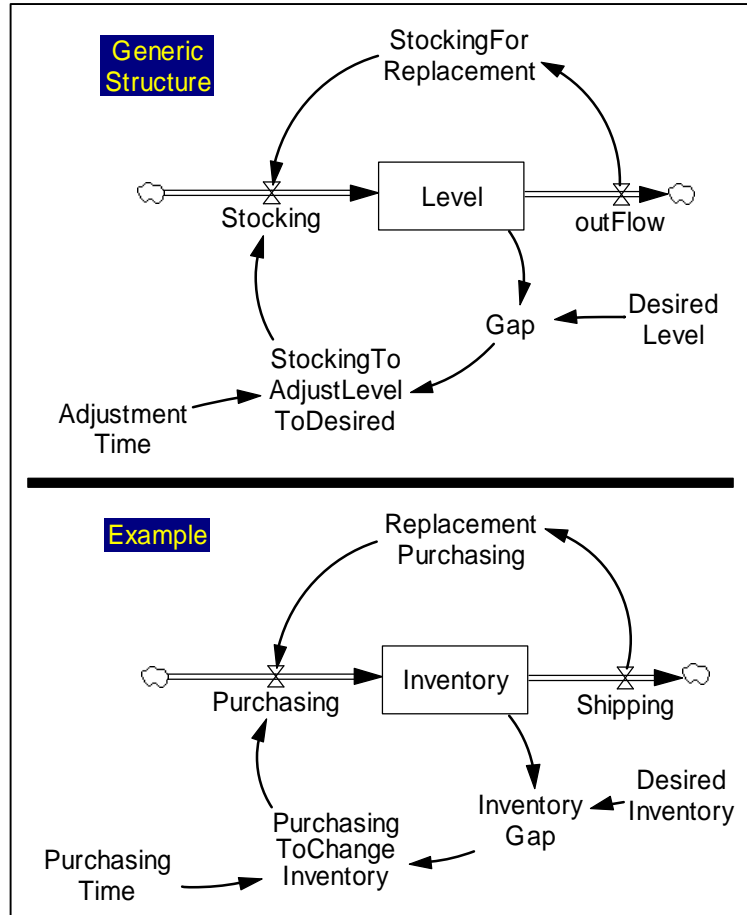 Generic
Structure
StockingFor
Replacement
Level
Stocking
outFlow
Gap
Desired
Level
StockingTo
AdjustLevel
ToDesired
Adjustment
Time
Example
Replacement
Purchasing
Inventory
Purchasing
Shipping
Inventory
Gap
Desired
Inventory
Purchasing
ToChange
Inventory
Purchasing
Time